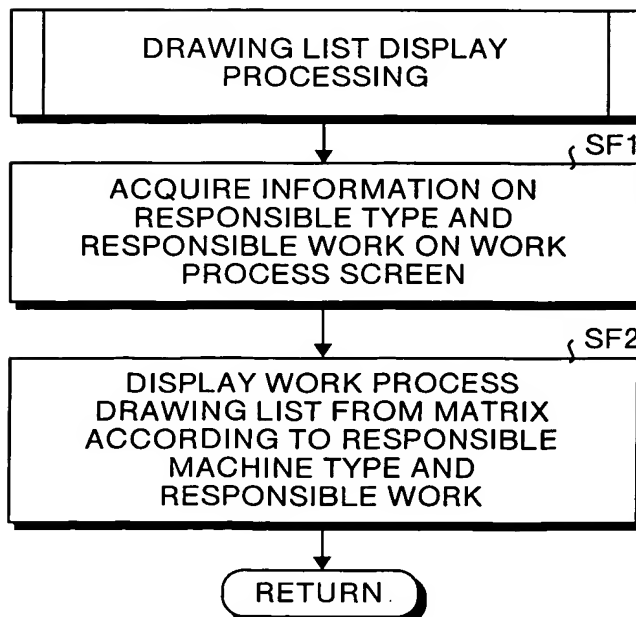 DRAWING LIST DISPLAY
PROCESSING
SF1
ACQUIRE INFORMATION ON
RESPONSIBLE TYPE AND
RESPONSIBLE WORK ON WORK
PROCESS SCREEN
SF2
DISPLAY WORK PROCESS
DRAWING LIST FROM MATRIX
ACCORDING TO RESPONSIBLE
MACHINE TYPE AND
RESPONSIBLE WORK
RETURN